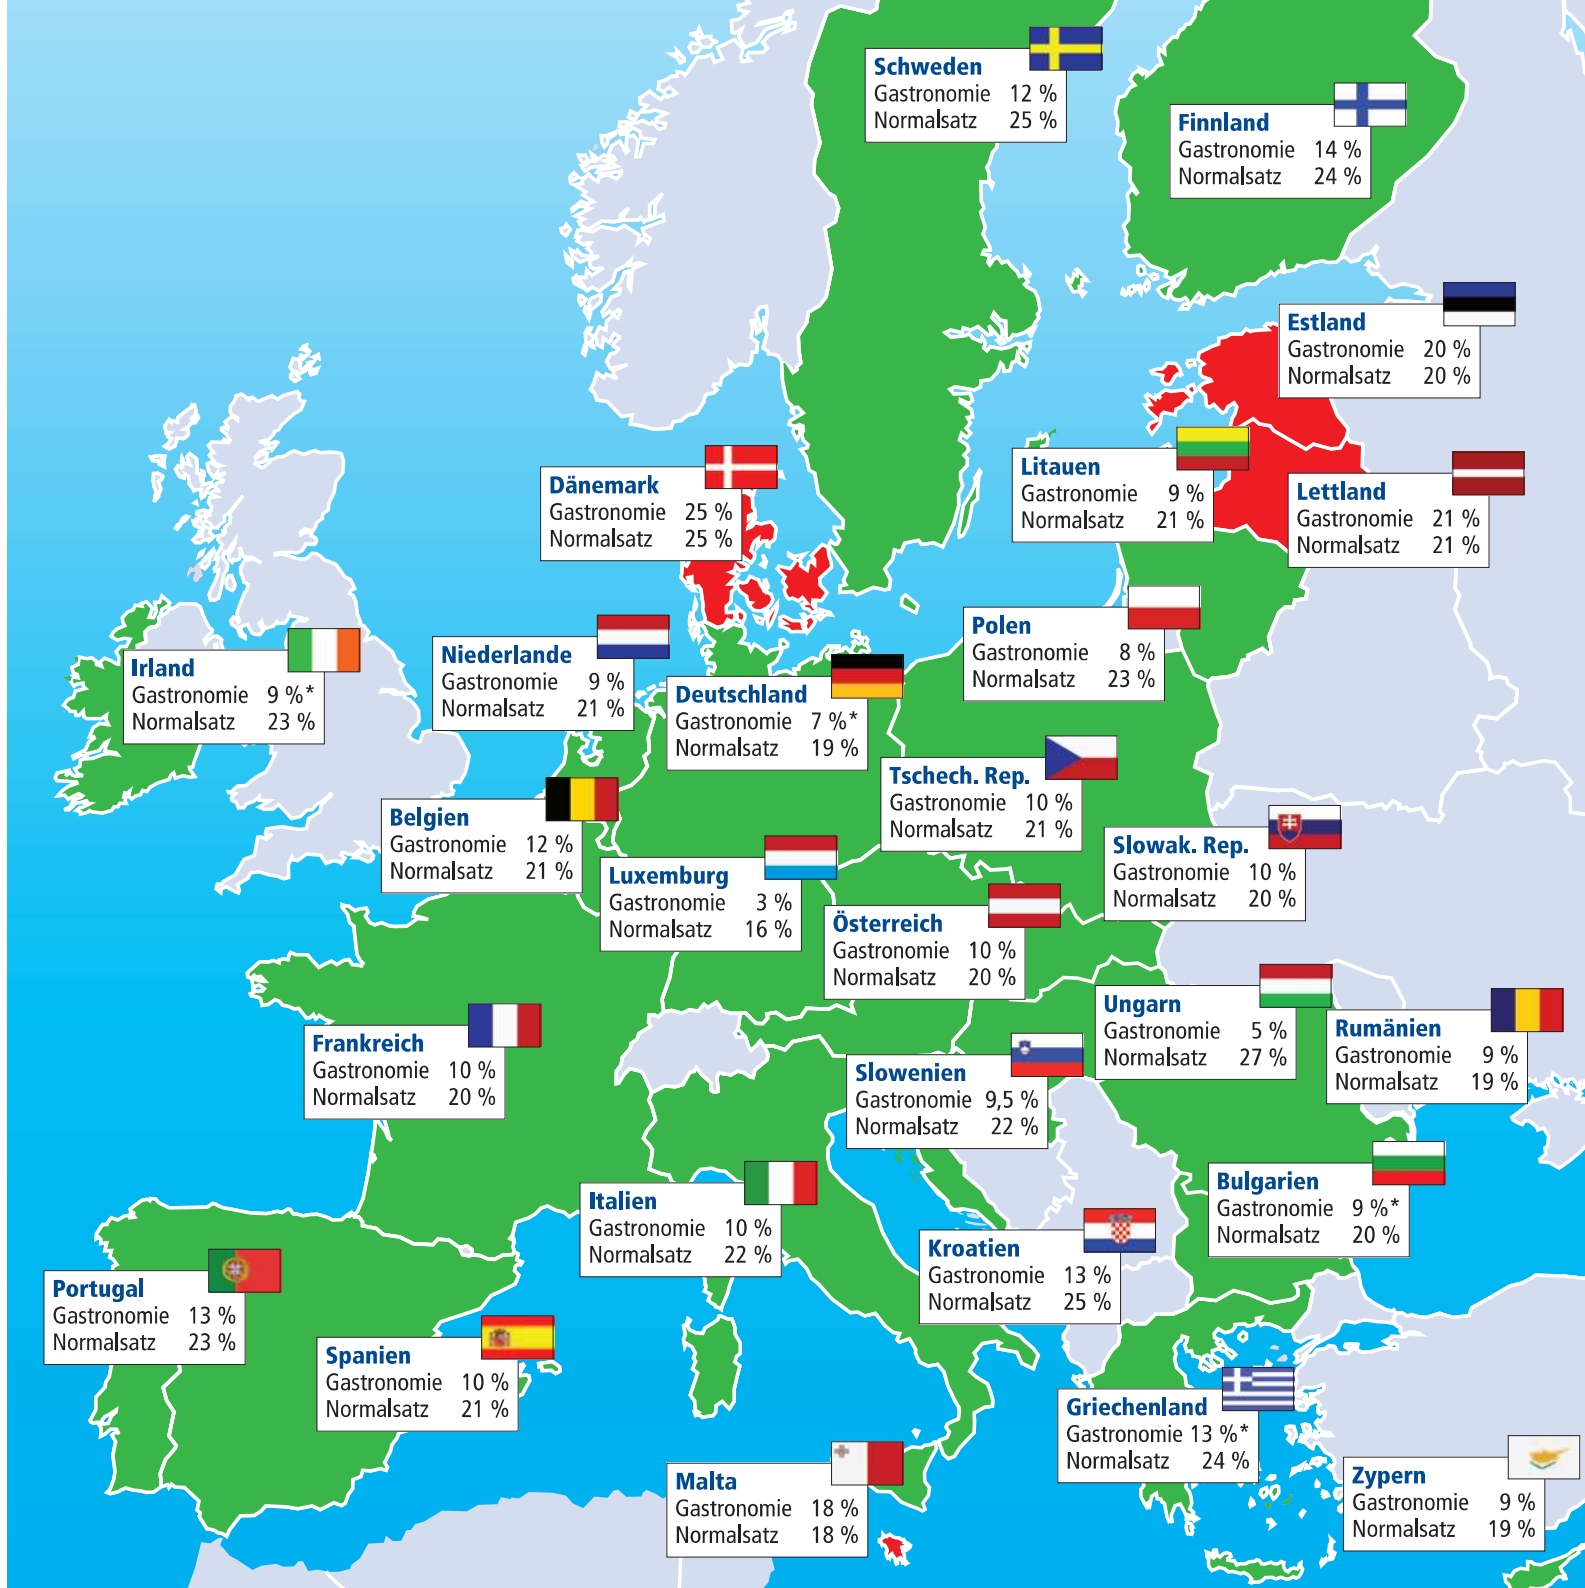 Schweden
Gastronomie 12 %
Normalsatz 25 %
Finnland
Gastronomie 14 %
Normalsatz 24 %
Estland
Gastronomie 20 %
Normalsatz 20 %
Dänemark
Gastronomie 25 %
Normalsatz 25 %
Litauen
Gastronomie 9 %
Normalsatz 21 %
Lettland
Gastronomie 21 %
Normalsatz 21 %
Irland
Gastronomie 9 %*
Normalsatz 23 %
Niederlande
Gastronomie 9 %
Normalsatz 21 %
Deutschland
Gastronomie 7 %*
Normalsatz 19 %
Polen
Gastronomie 8 %
Normalsatz 23 %
Tschech. Rep.
Gastronomie 10 %
Normalsatz 21 %
Belgien
Gastronomie 12 %
Normalsatz 21 %
Slowak. Rep.
Gastronomie 10 %
Normalsatz 20 %
Luxemburg
Gastronomie 3 %
Normalsatz 16 %
Österreich
Gastronomie 10 %
Normalsatz 20 %
Ungarn
Gastronomie 5 %
Normalsatz 27 %
Rumänien
Gastronomie 9 %
Normalsatz 19 %
Frankreich
Gastronomie 10 %
Normalsatz 20 %
Slowenien
Gastronomie 9,5 %
Normalsatz 22 %
Bulgarien
Gastronomie 9 %*
Normalsatz 20 %
Italien
Gastronomie 10 %
Normalsatz 22 %
Kroatien
Gastronomie 13 %
Normalsatz 25 %
Portugal
Gastronomie 13 %
Normalsatz 23 %
Spanien
Gastronomie 10 %
Normalsatz 21 %
Griechenland
Gastronomie 13 %*
Normalsatz 24 %
Malta
Gastronomie 18 %
Normalsatz 18 %
Zypern
Gastronomie 9 %
Normalsatz 19 %